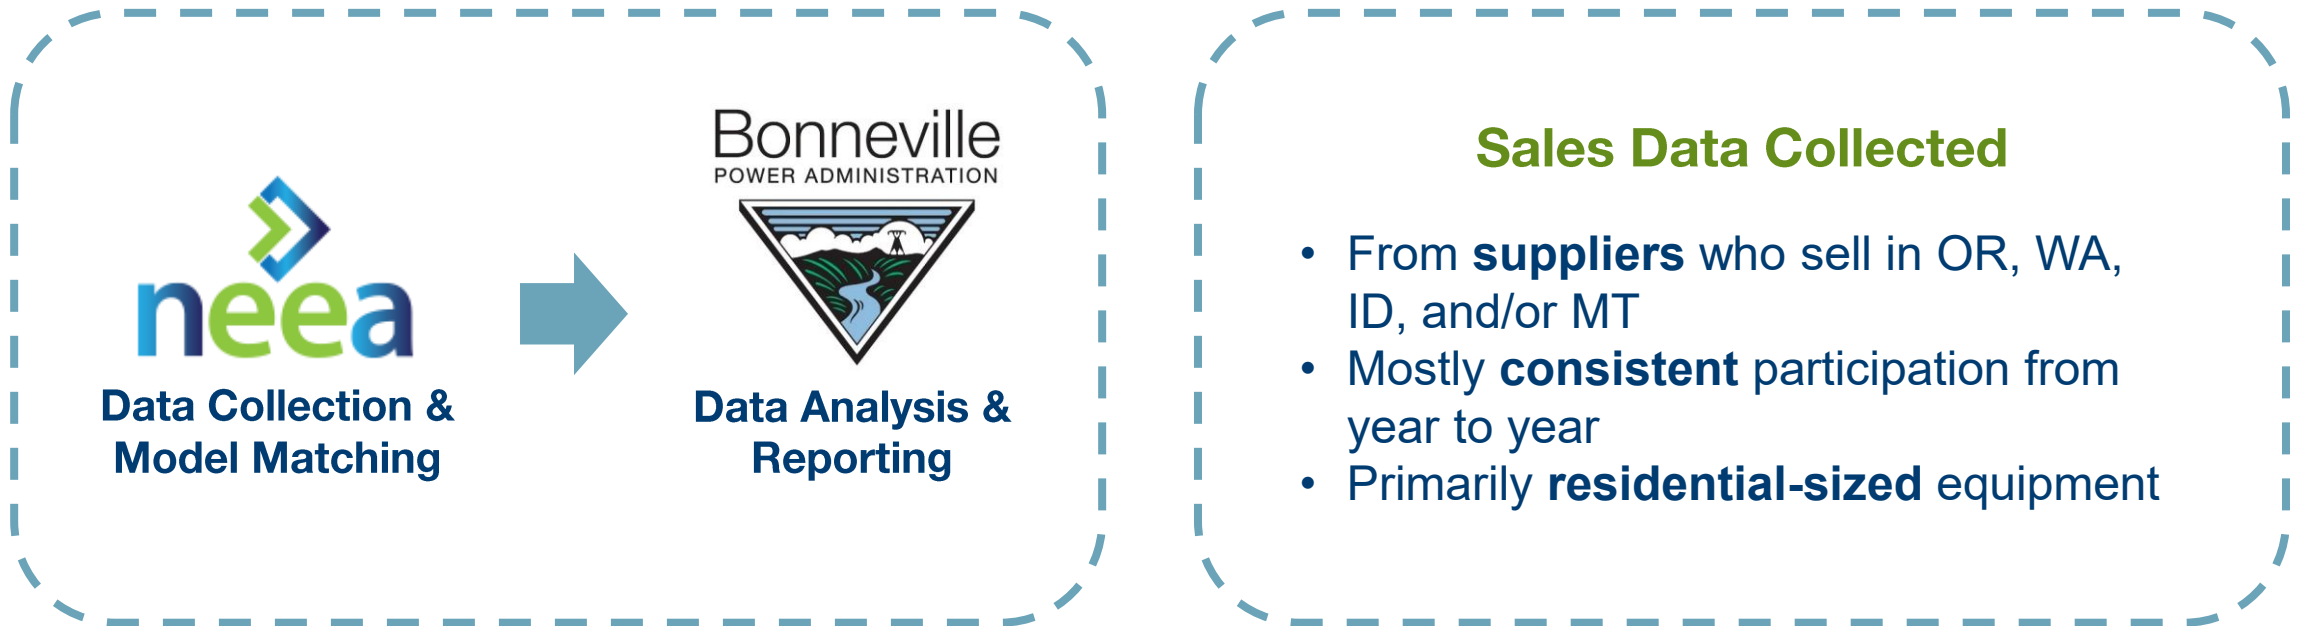 neea
Data Collection &
Model Matching
Bonneville
POWER ADMINISTRATION
Data Analysis &
Reporting
Sales Data Collected
• From suppliers who sell in OR, WA,
ID, and/or MT
• Mostly consistent participation from
year to year
• Primarily residential-sized equipment